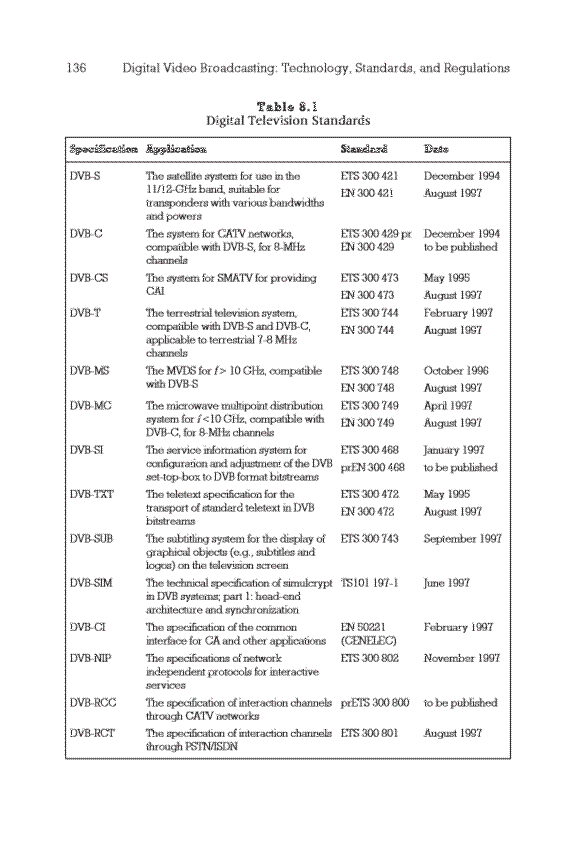 136 Digital Video Broadcasting: Technology, Standards, and Regulations
Table 8.1
Digital Television Standards
Specification Application Standard Date
DVB-S The satellite system for use in the ETS 300 421 December 1994
11/12-GHz band, suitable for EN 300 421 August 1997
transponders with various bandwidths
and powers
DVB-C The system for CATV networks, ETS 300 429 pr December 1994
compatible with DVB-S, for 8-MHz EN 300 429 to be published
channels
DVB-CS The system for SMATV for providing ETS 300 473 May 1995
CAI EN 300 473 August 1997
DVB-T The terrestrial television system, ETS 300 744 February 1997
compatible with DVB-S and DVB-C, EN 300 744 August 1997
applicable to terrestrial 7-8 MHz
channels
DVB-MS The MVDS for f > 10 GHz, compatible ETS 300 748 October 1996
with DVB-S EN 300 748 August 1997
DVB-MC The microwave multipoint distribution ETS 300 749 April 1997
system for f <10 GHz, compatible with EN 300 749 August 1997
DVB-C, for 8-MHz channels
DVB-SI The service information system for ETS 300 468 January 1997
configuration and adjustment of the DVB prEN 300 468 to be published
set-top-box to DVB format bitstreams
DVB-TXT The teletext specification for the ETS 300 472 May 1995
transport of standard teletext in DVB EN 300 472 August 1997
bitstreams
DVB-SUB The subtitling system for the display of ETS 300 743 September 1997
graphical objects (e.g., subtitles and
logos) on the television screen
DVB-SIM The technical specification of simulcrypt TS101 197-1 June 1997
in DVB systems; part 1: head-end
architecture and synchronization
DVB-CI The specification of the common EN 50221 February 1997
interface for CA and other applications (CENELEC)
DVB-NIP The specifications of network ETS 300 802 November 1997
independent protocols for interactive
services
DVB-RCC The specification of interaction channels prETS 300 800 to be published
through CATV networks
DVB-RCT The specification of interaction channels ETS 300 801 August 1997
through PSTN/ISDN